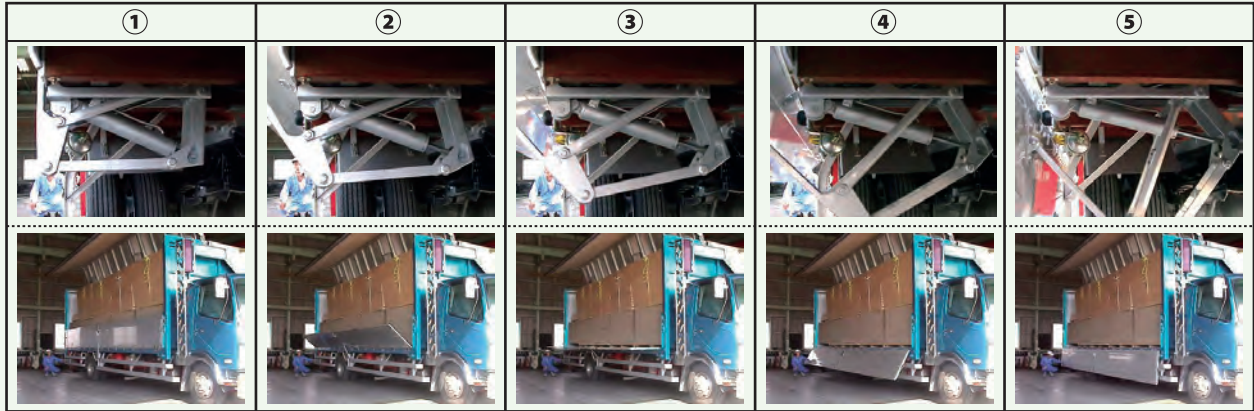 ① ② ③ ④ ⑤